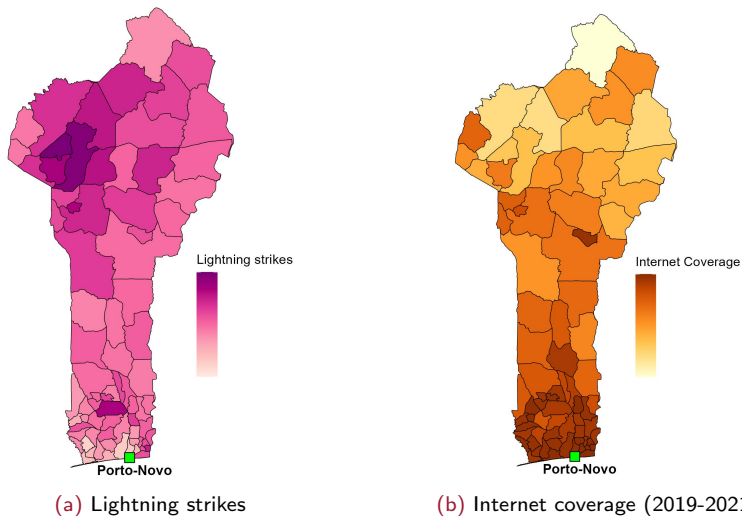 Lightning strikes
Internet Coverage
Porto-Novo
Porto-Novo
(a) Lightning strikes
(b) Internet coverage (2019-202